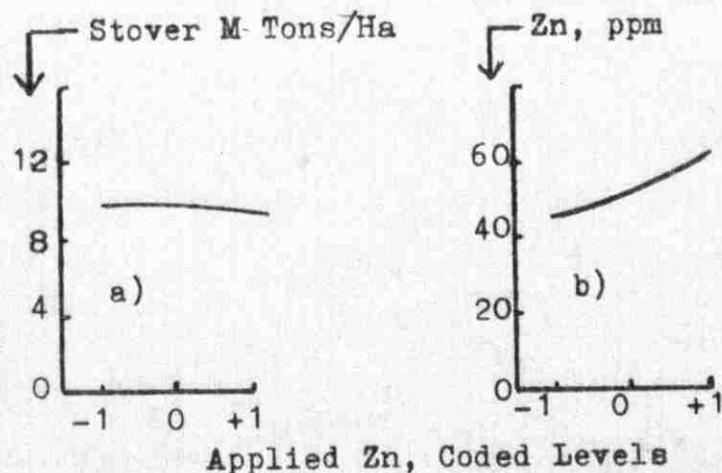 Stover M Tons/Ha
12
8
4
0
a)
-1 0 +1
Zn, ppm
60
40
20
0
b)
-1 0 +1
Applied Zn, Coded Levels